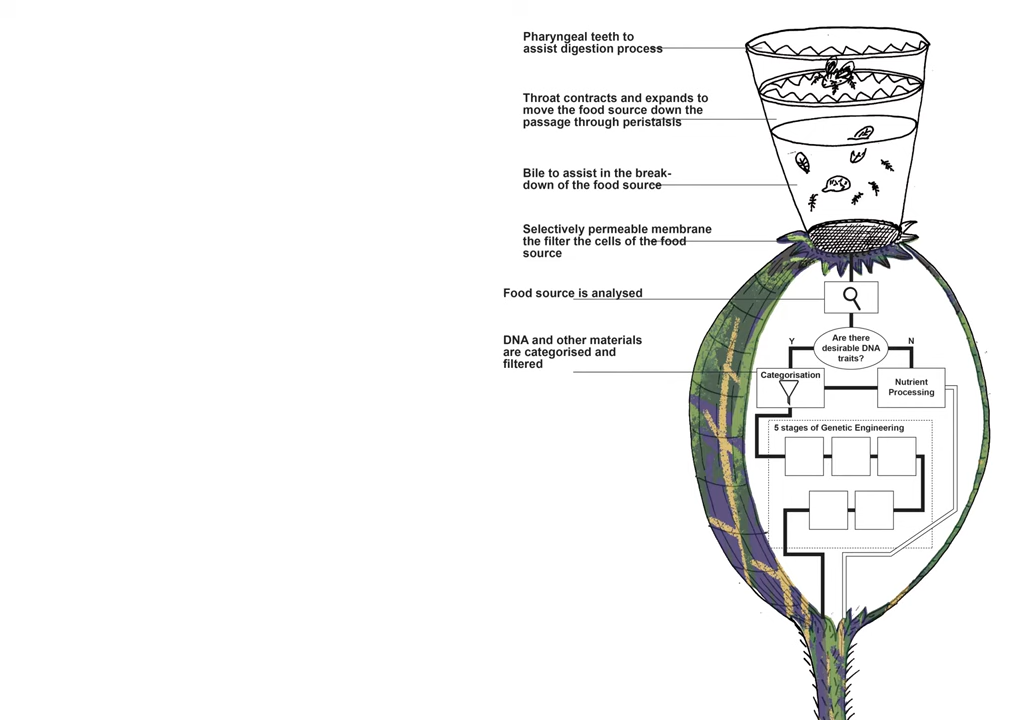 Pharyngeal teeth to
assist digestion process
Throat contracts and expands to
move the food source down the
passage through peristalsis
Bile to assist in the break-
down of the food source
Selectively permeable membrane
the filter the cells of the food
source
Food source is analysed
DNA and other materials
are categorised and
filtered
Are there
desirable DNA
traits?
Y
N
Categorisation
Nutrient
Processing
5 stages of Genetic Engineering